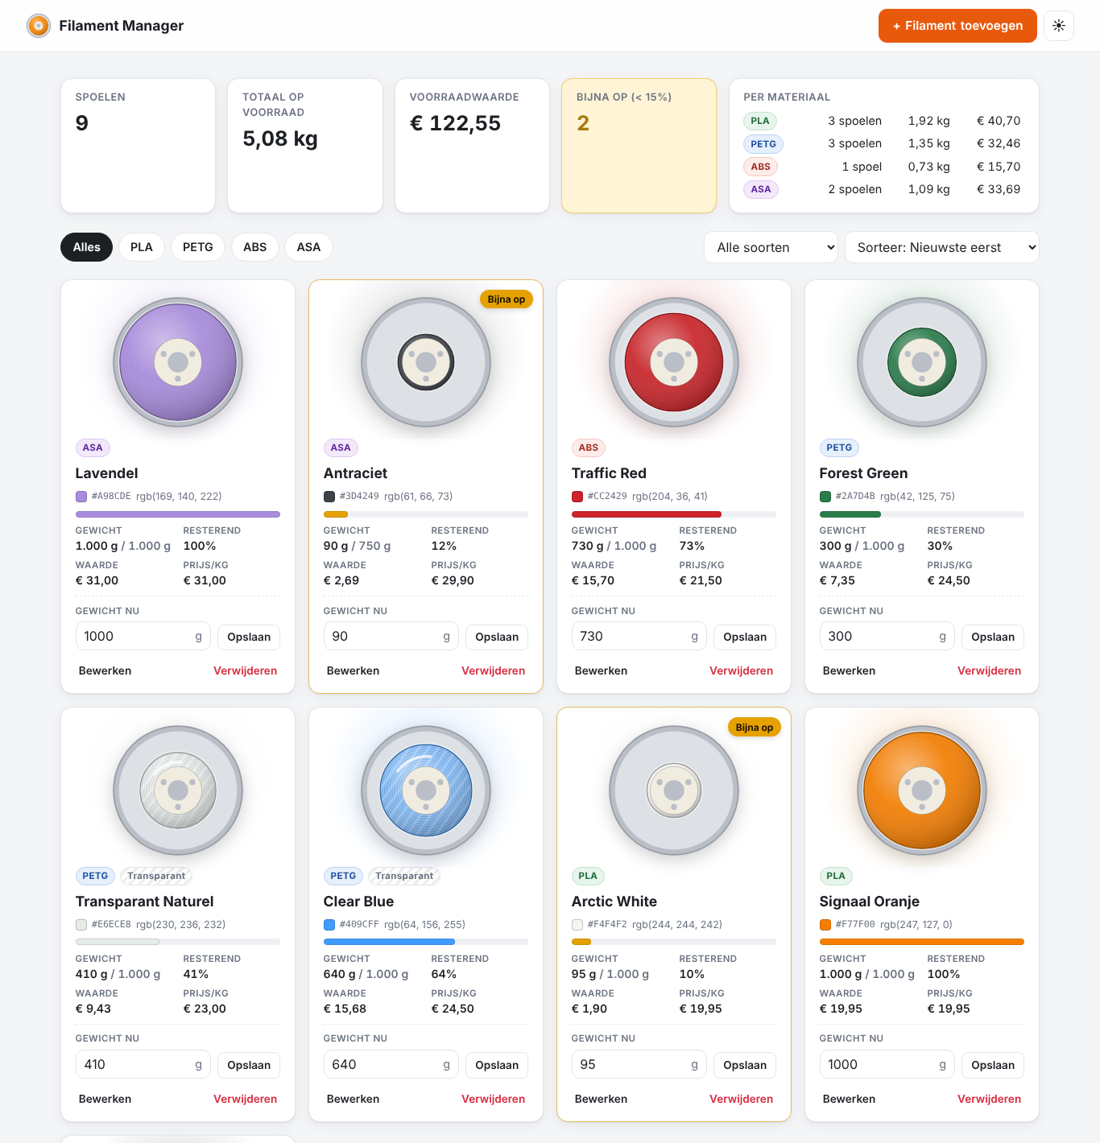 Filament Manager
+ Filament toevoegen
SPOELEN
9
TOTAAL OP
VOORRAAD
5,08 kg
VOORRAADWAARDE
€ 122,55
BIJNA OP (< 15%)
2
PER MATERIAAL
PLA 3 spoelen 1,92 kg € 40,70
PETG 3 spoelen 1,35 kg € 32,46
ABS 1 spoel 0,73 kg € 15,70
ASA 2 spoelen 1,09 kg € 33,69
Alles PLA PETG ABS ASA
Alle soorten
Sorteer: Nieuwste eerst
ASA
Lavendel
#A98CDE rgb(169, 140, 222)
GEWICHT RESTEREND
1.000 g / 1.000 g 100%
WAARDE PRIJS/KG
€ 31,00 € 31,00
GEWICHT NU
1000 g Opslaan
Bewerken Verwijderen
Bijna op
ASA
Antraciet
#3D4249 rgb(61, 66, 73)
GEWICHT RESTEREND
90 g / 750 g 12%
WAARDE PRIJS/KG
€ 2,69 € 29,90
GEWICHT NU
90 g Opslaan
Bewerken Verwijderen
ABS
Traffic Red
#CC2429 rgb(204, 36, 41)
GEWICHT RESTEREND
730 g / 1.000 g 73%
WAARDE PRIJS/KG
€ 15,70 € 21,50
GEWICHT NU
730 g Opslaan
Bewerken Verwijderen
PETG
Forest Green
#2A7D4B rgb(42, 125, 75)
GEWICHT RESTEREND
300 g / 1.000 g 30%
WAARDE PRIJS/KG
€ 7,35 € 24,50
GEWICHT NU
300 g Opslaan
Bewerken Verwijderen
PETG Transparant
Transparant Naturel
#E6ECE8 rgb(230, 236, 232)
GEWICHT RESTEREND
410 g / 1.000 g 41%
WAARDE PRIJS/KG
€ 9,43 € 23,00
GEWICHT NU
410 g Opslaan
Bewerken Verwijderen
PETG Transparant
Clear Blue
#409CFF rgb(64, 156, 255)
GEWICHT RESTEREND
640 g / 1.000 g 64%
WAARDE PRIJS/KG
€ 15,68 € 24,50
GEWICHT NU
640 g Opslaan
Bewerken Verwijderen
Bijna op
PLA
Arctic White
#F4F4F2 rgb(244, 244, 242)
GEWICHT RESTEREND
95 g / 1.000 g 10%
WAARDE PRIJS/KG
€ 1,90 € 19,95
GEWICHT NU
95 g Opslaan
Bewerken Verwijderen
PLA
Signaal Oranje
#F77F00 rgb(247, 127, 0)
GEWICHT RESTEREND
1.000 g / 1.000 g 100%
WAARDE PRIJS/KG
€ 19,95 € 19,95
GEWICHT NU
1000 g Opslaan
Bewerken Verwijderen